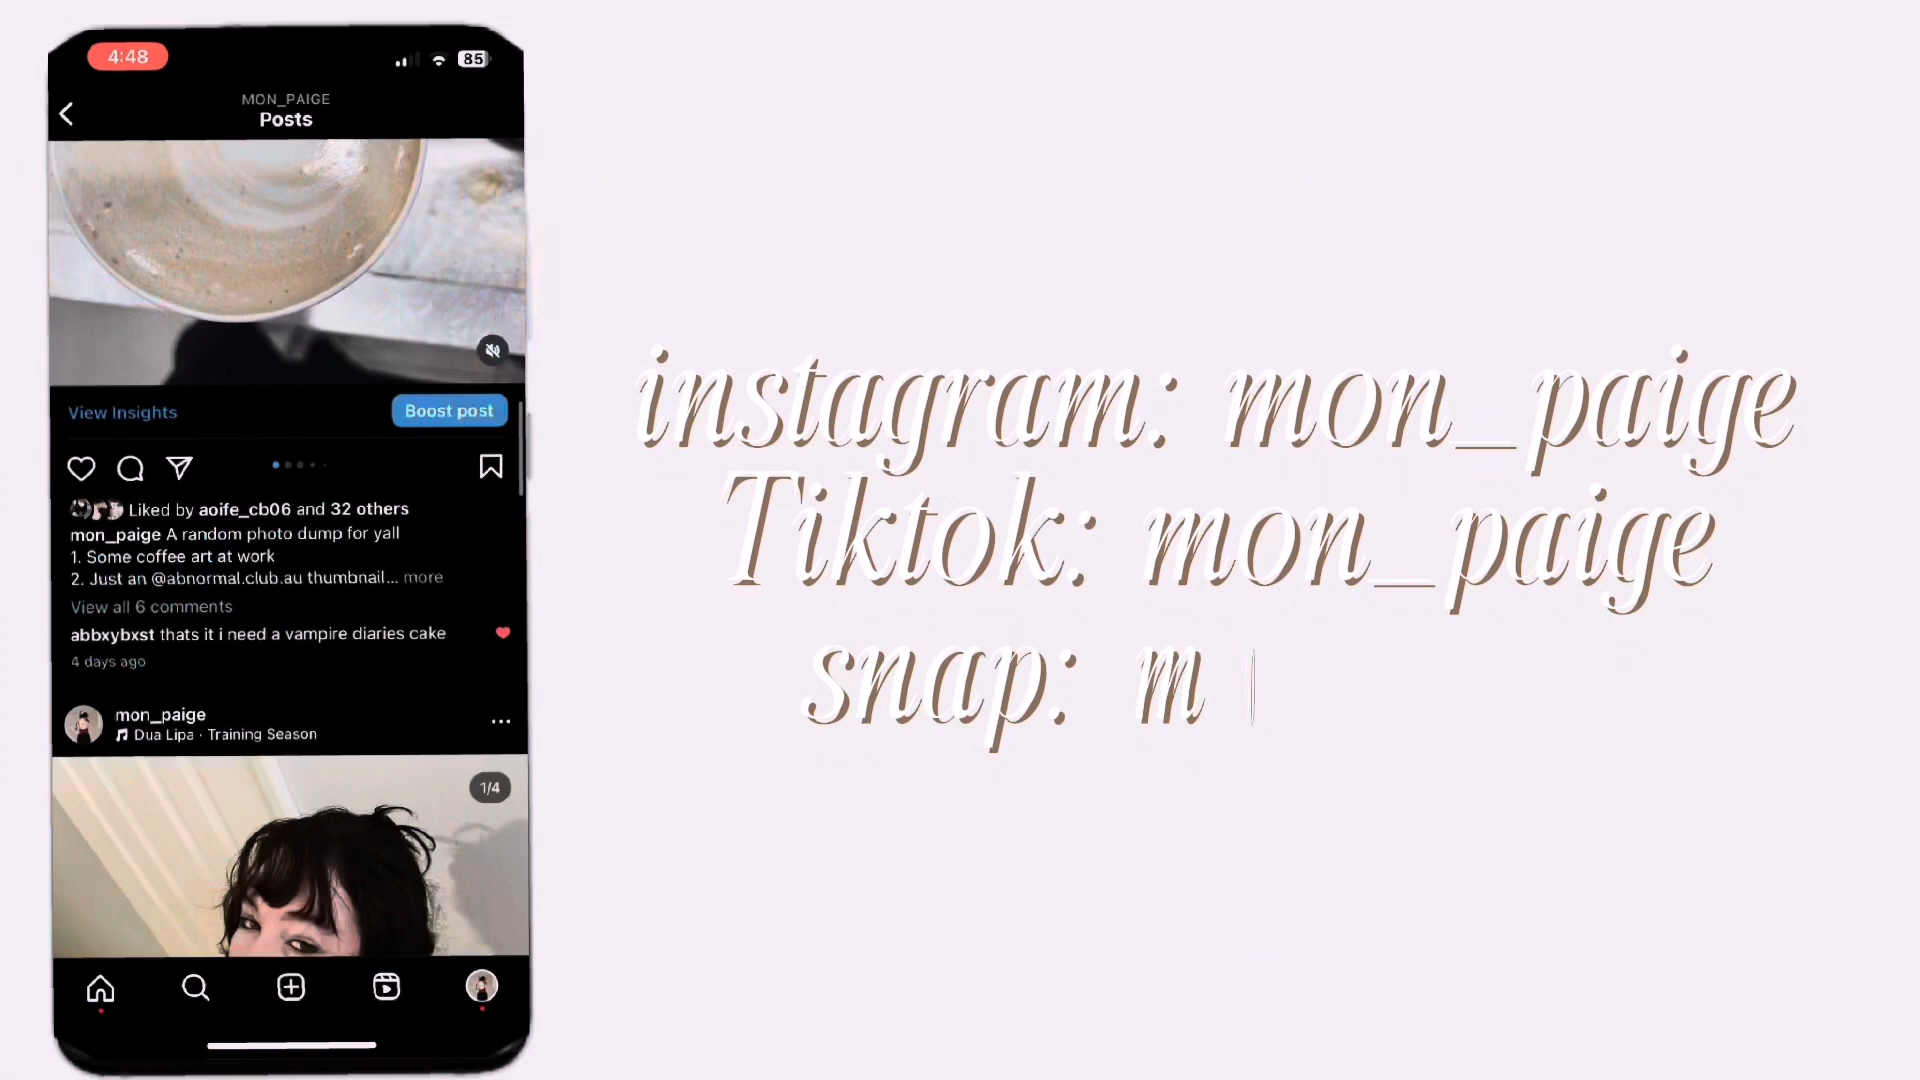 4:48
85
MON_PAIGE
Posts
View Insights
Boost post
Liked by aoife_cb06 and 32 others
mon_paige A random photo dump for yall
1. Some coffee art at work
2. Just an @abnormal.club.au thumbnail... more
View all 6 comments
abbxybxst thats it i need a vampire diaries cake
4 days ago
mon_paige
Dua Lipa · Training Season
1/4
instagram: mon_paige
Tiktok: mon_paige
snap: m